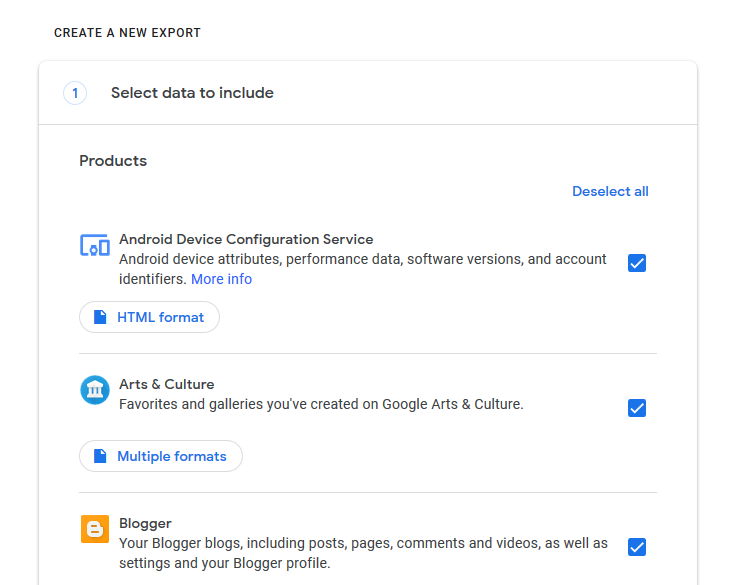 CREATE A NEW EXPORT
1 Select data to include
Products
Deselect all
Android Device Configuration Service
Android device attributes, performance data, software versions, and account
identifiers. More info
HTML format
Arts & Culture
Favorites and galleries you've created on Google Arts & Culture.
Multiple formats
Blogger
Your Blogger blogs, including posts, pages, comments and videos, as well as
settings and your Blogger profile.